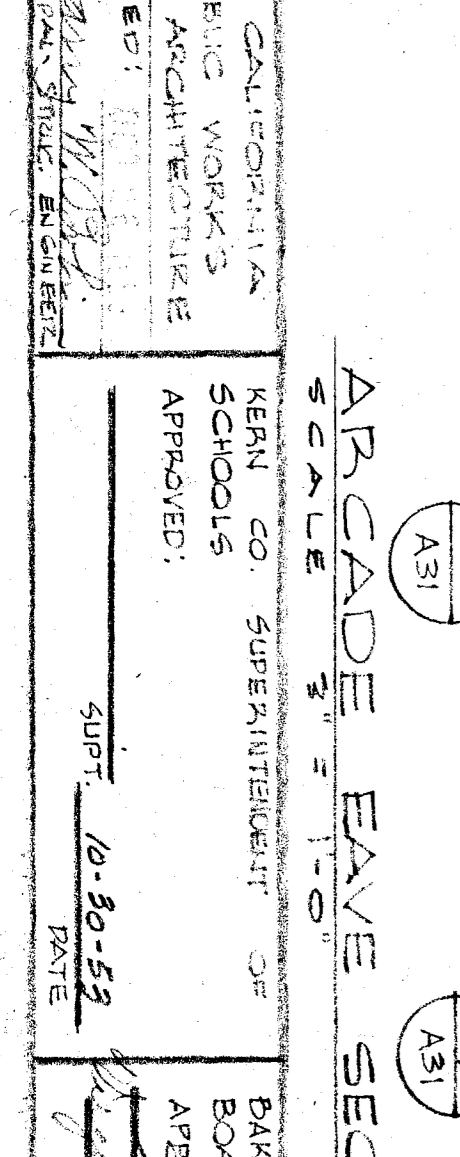 A31
A31
ARCADE EAVE SEC
SCALE 3" = 1'-0"
CALIFORNIA
BLIC WORKS
ARCHITECTURE
ED:
STRUC. ENGINEER
KERN CO. SUPERINTENDENT OF
SCHOOLS
APPROVED:
SUPT. 10-30-53
DATE
BAK
BOA
APP